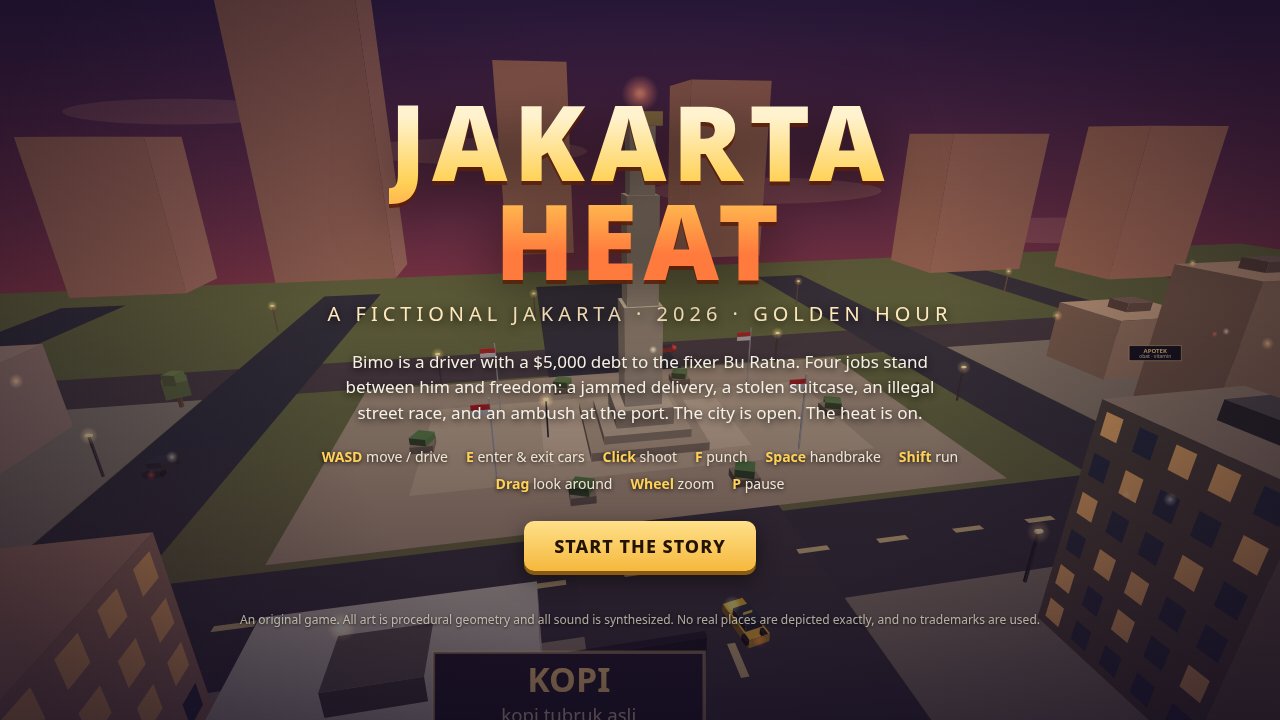 JAKARTA
HEAT
A FICTIONAL JAKARTA · 2026 · GOLDEN HOUR
Bimo is a driver with a $5,000 debt to the fixer Bu Ratna. Four jobs stand
between him and freedom: a jammed delivery, a stolen suitcase, an illegal
street race, and an ambush at the port. The city is open. The heat is on.
WASD move / drive E enter & exit cars Click shoot F punch Space handbrake Shift run
Drag look around Wheel zoom P pause
START THE STORY
An original game. All art is procedural geometry and all sound is synthesized. No real places are depicted exactly, and no trademarks are used.
APOTEK
obat · vitamin
KOPI
kopi tubruk asli